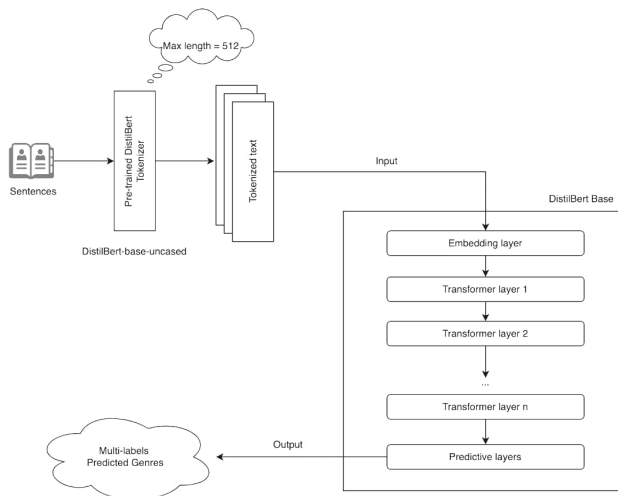 Max length = 512
Pre-trained DistilBert
Tokenizer
Tokenized text
Sentences
Input
DistilBert Base
DistilBert-base-uncased
Embedding layer
Transformer layer 1
Transformer layer 2
...
Transformer layer n
Output
Multi-labels
Predicted Genres
Predictive layers